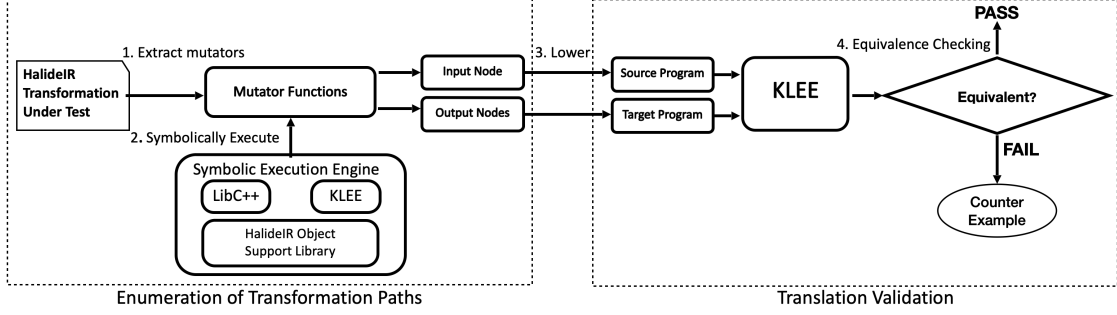 1. Extract mutators
HalideIR
Transformation
Under Test
Mutator Functions
2. Symbolically Execute
Symbolic Execution Engine
LibC++
KLEE
HalideIR Object
Support Library
Input Node
Output Nodes
Enumeration of Transformation Paths
3. Lower
Source Program
Target Program
KLEE
4. Equivalence Checking
PASS
Equivalent?
FAIL
Counter
Example
Translation Validation